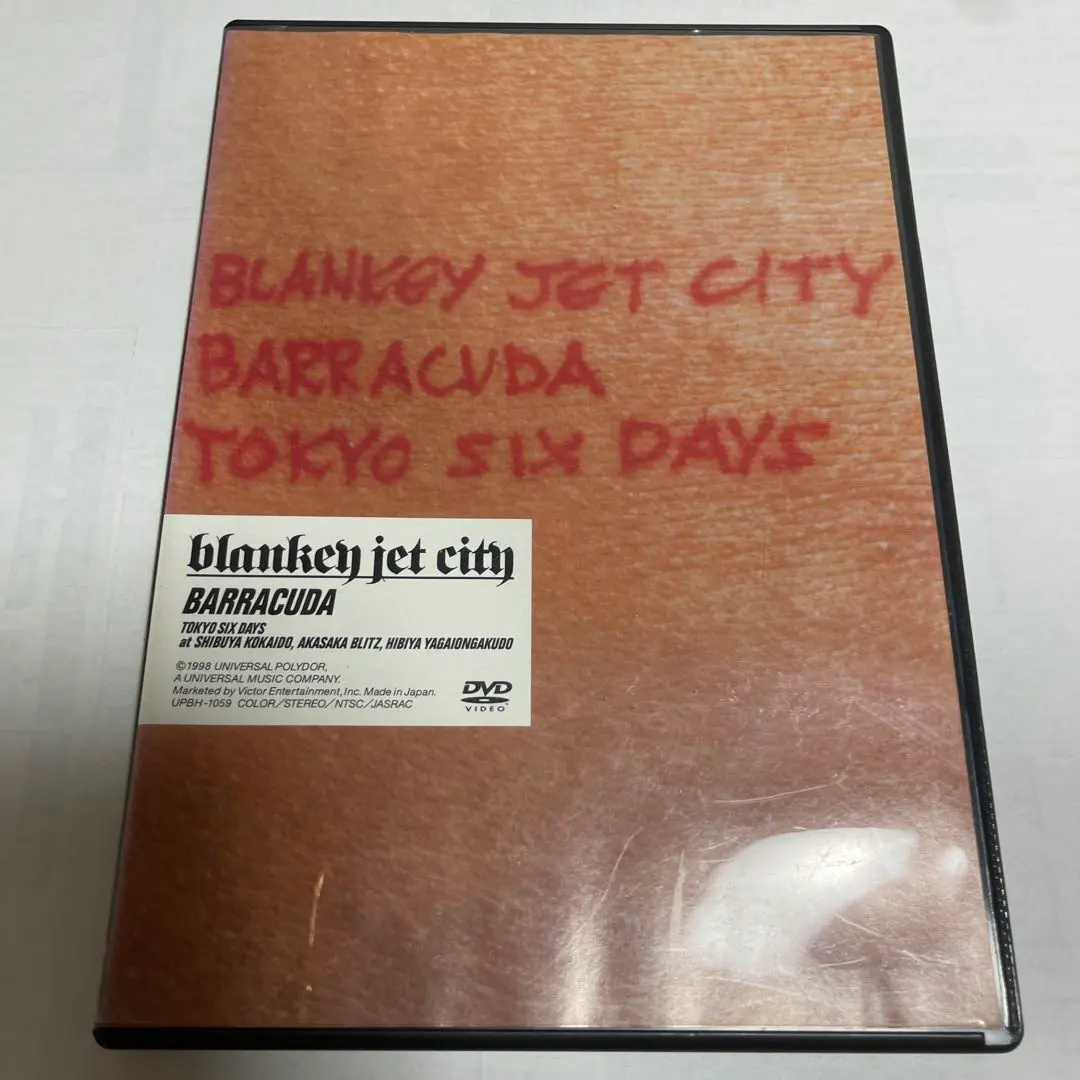 BLANKEY JET CITY
BARRACUDA
TOKYO SIX DAYS
blankey jet city
BARRACUDA
TOKYO SIX DAYS
at SHIBUYA KOKAIDO, AKASAKA BLITZ, HIBIYA YAGAIONGAKUDO
©1998 UNIVERSAL POLYDOR,
A UNIVERSAL MUSIC COMPANY.
Marketed by Victor Entertainment,Inc. Made in Japan.
UPBH-1059 COLOR/STEREO/NTSC/JASRAC
DVD
VIDEO